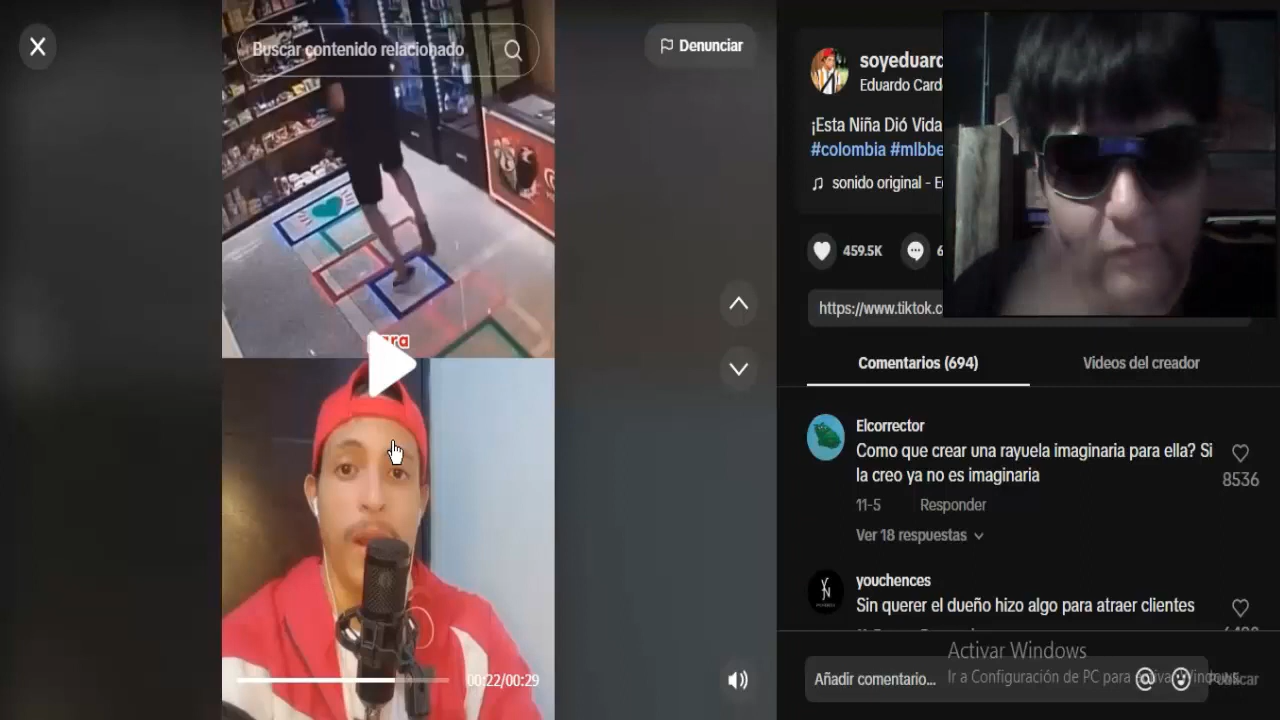 Buscar contenido relacionado
Denunciar
ara
00:22/00:29
soyeduard
Eduardo Card
¡Esta Niña Dió Vida
#colombia #mlbbe
sonido original - E
459.5K
6
https://www.tiktok.c
Comentarios (694)
Videos del creador
Elcorrector
Como que crear una rayuela imaginaria para ella? Si
la creo ya no es imaginaria
8536
11-5
Responder
Ver 18 respuestas
youchences
Sin querer el dueño hizo algo para atraer clientes
Activar Windows
Ir a Configuración de PC para activar Windows.
Añadir comentario...